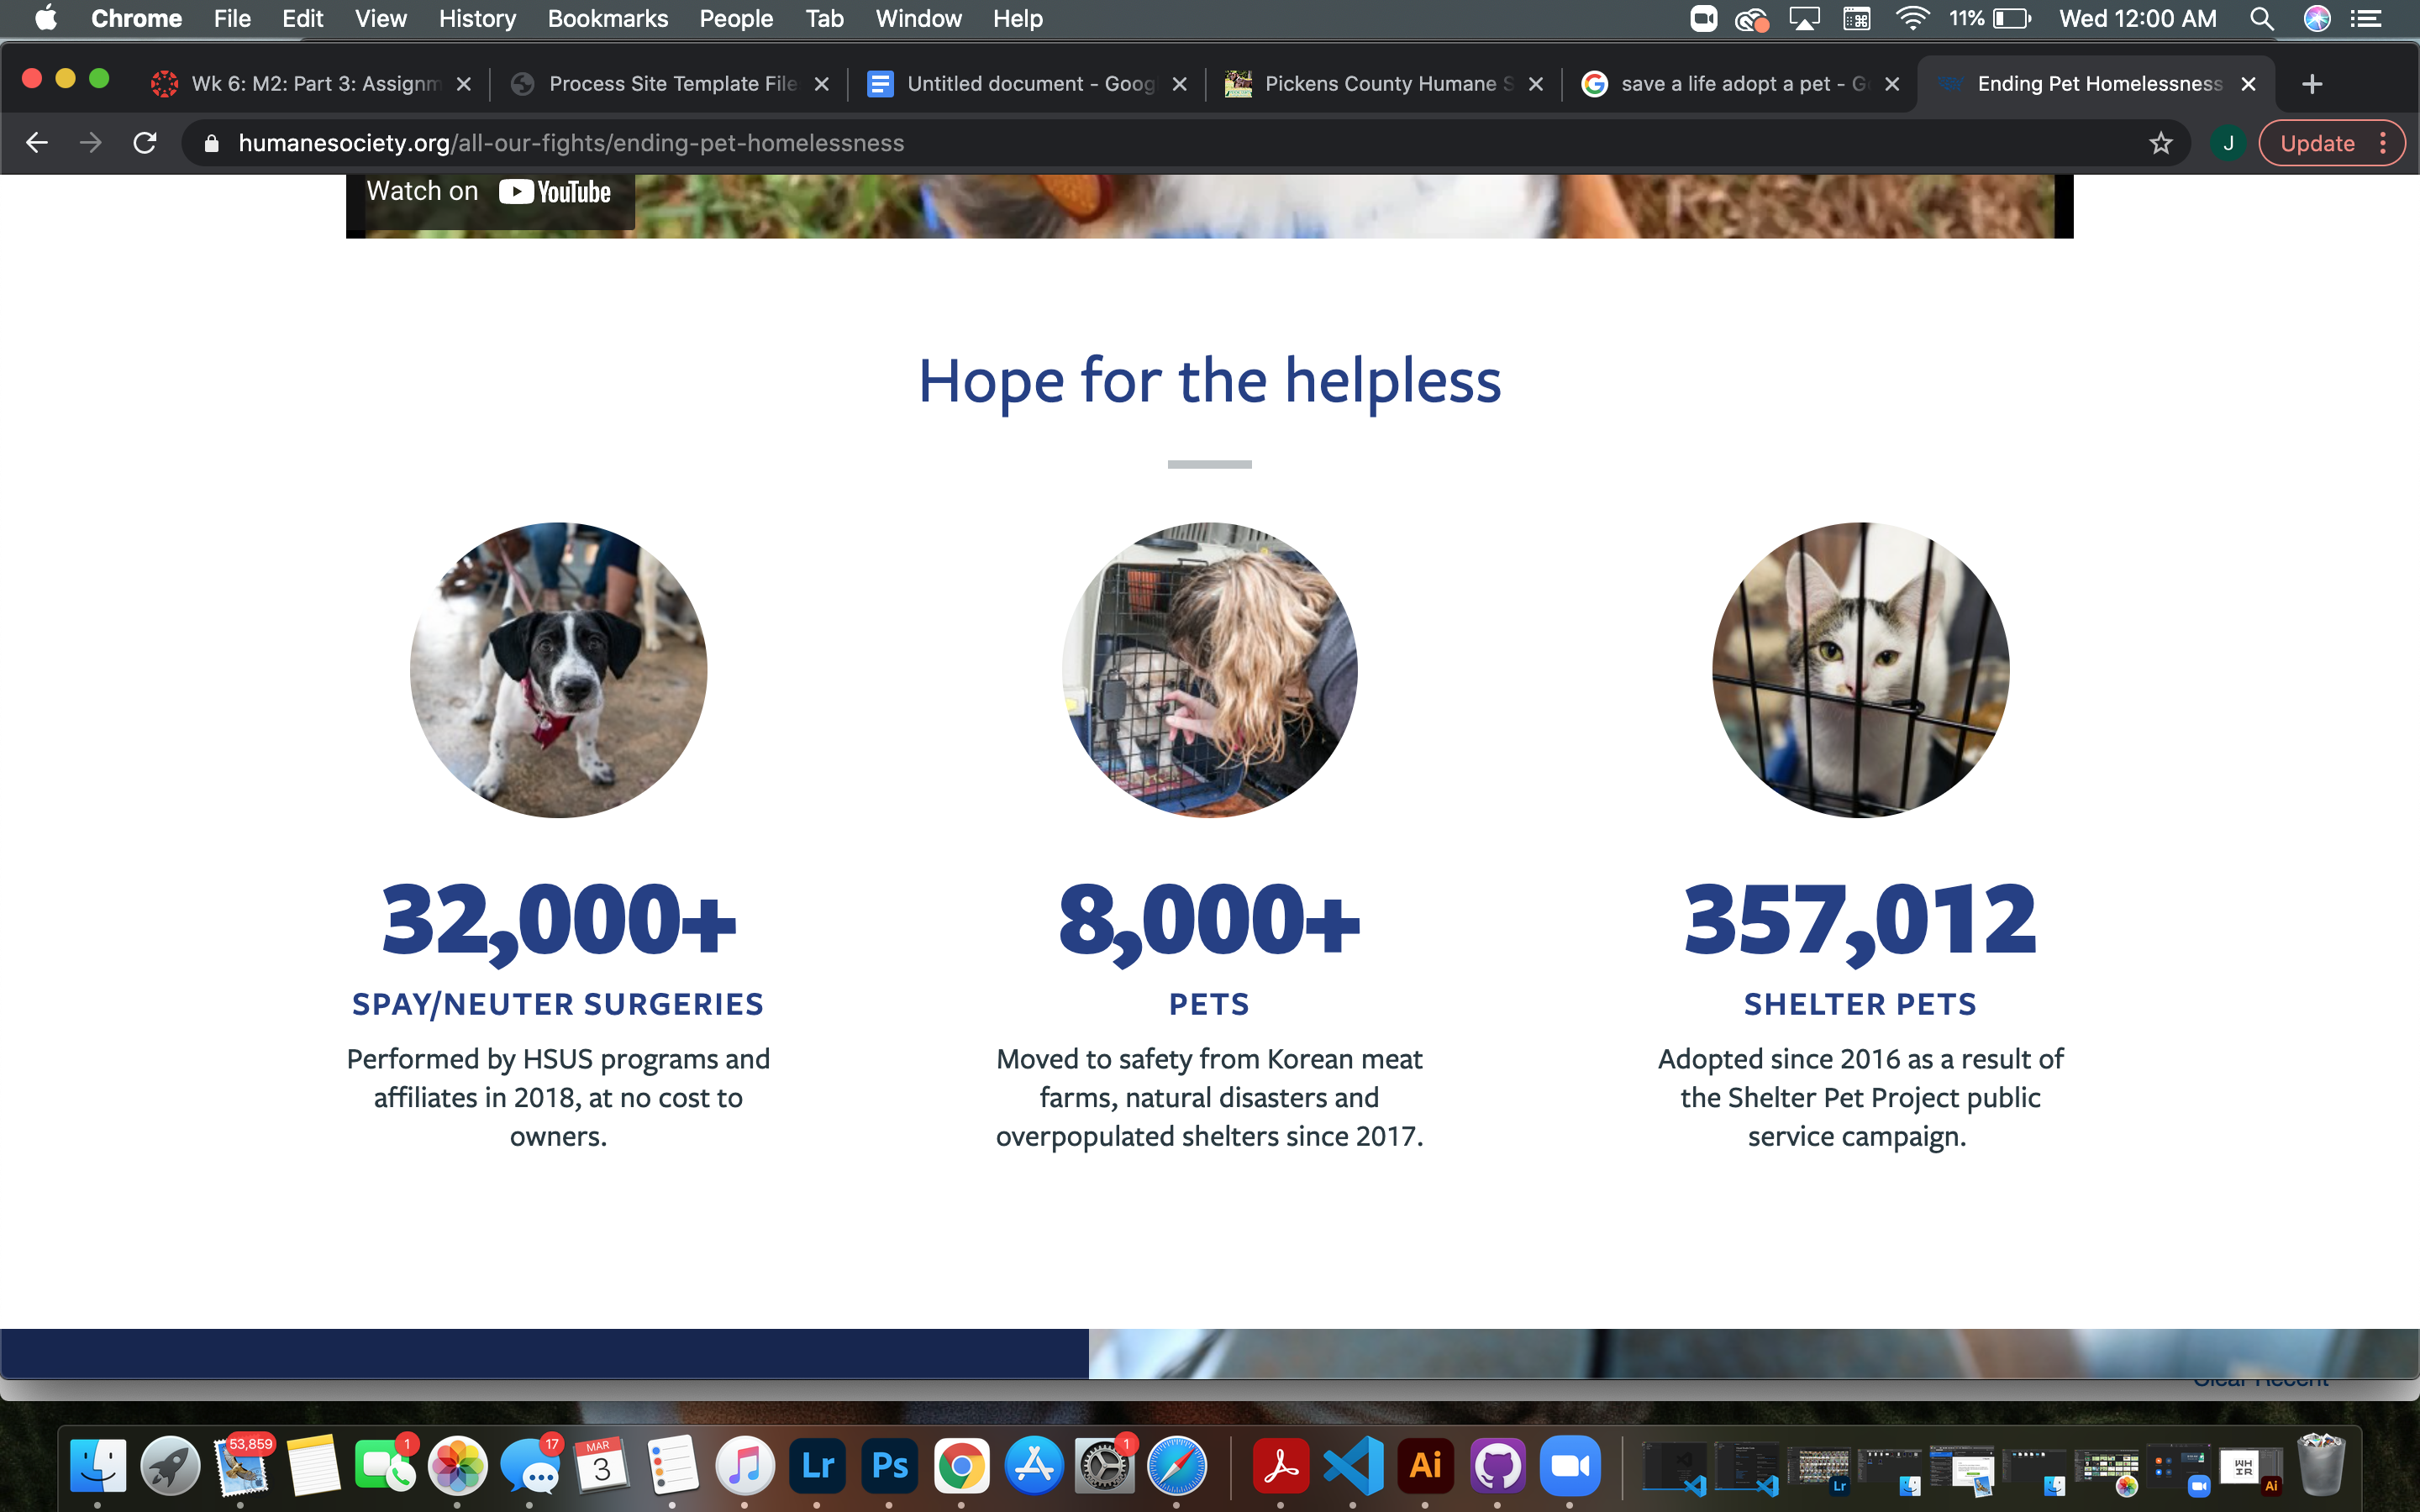 Chrome File Edit View History Bookmarks People Tab Window Help 11% Wed 12:00 AM
Wk 6: M2: Part 3: Assignm Process Site Template File Untitled document - Goog Pickens County Humane S save a life adopt a pet - G Ending Pet Homelessness
humanesociety.org/all-our-fights/ending-pet-homelessness J Update
Watch on YouTube
Hope for the helpless
32,000+ 8,000+ 357,012
SPAY/NEUTER SURGERIES PETS SHELTER PETS
Performed by HSUS programs and Moved to safety from Korean meat Adopted since 2016 as a result of
affiliates in 2018, at no cost to farms, natural disasters and the Shelter Pet Project public
owners. overpopulated shelters since 2017. service campaign.
Clear Recent
53,859 1 17 MAR 3 Lr Ps 1 Ai
Lr WH IR Ai